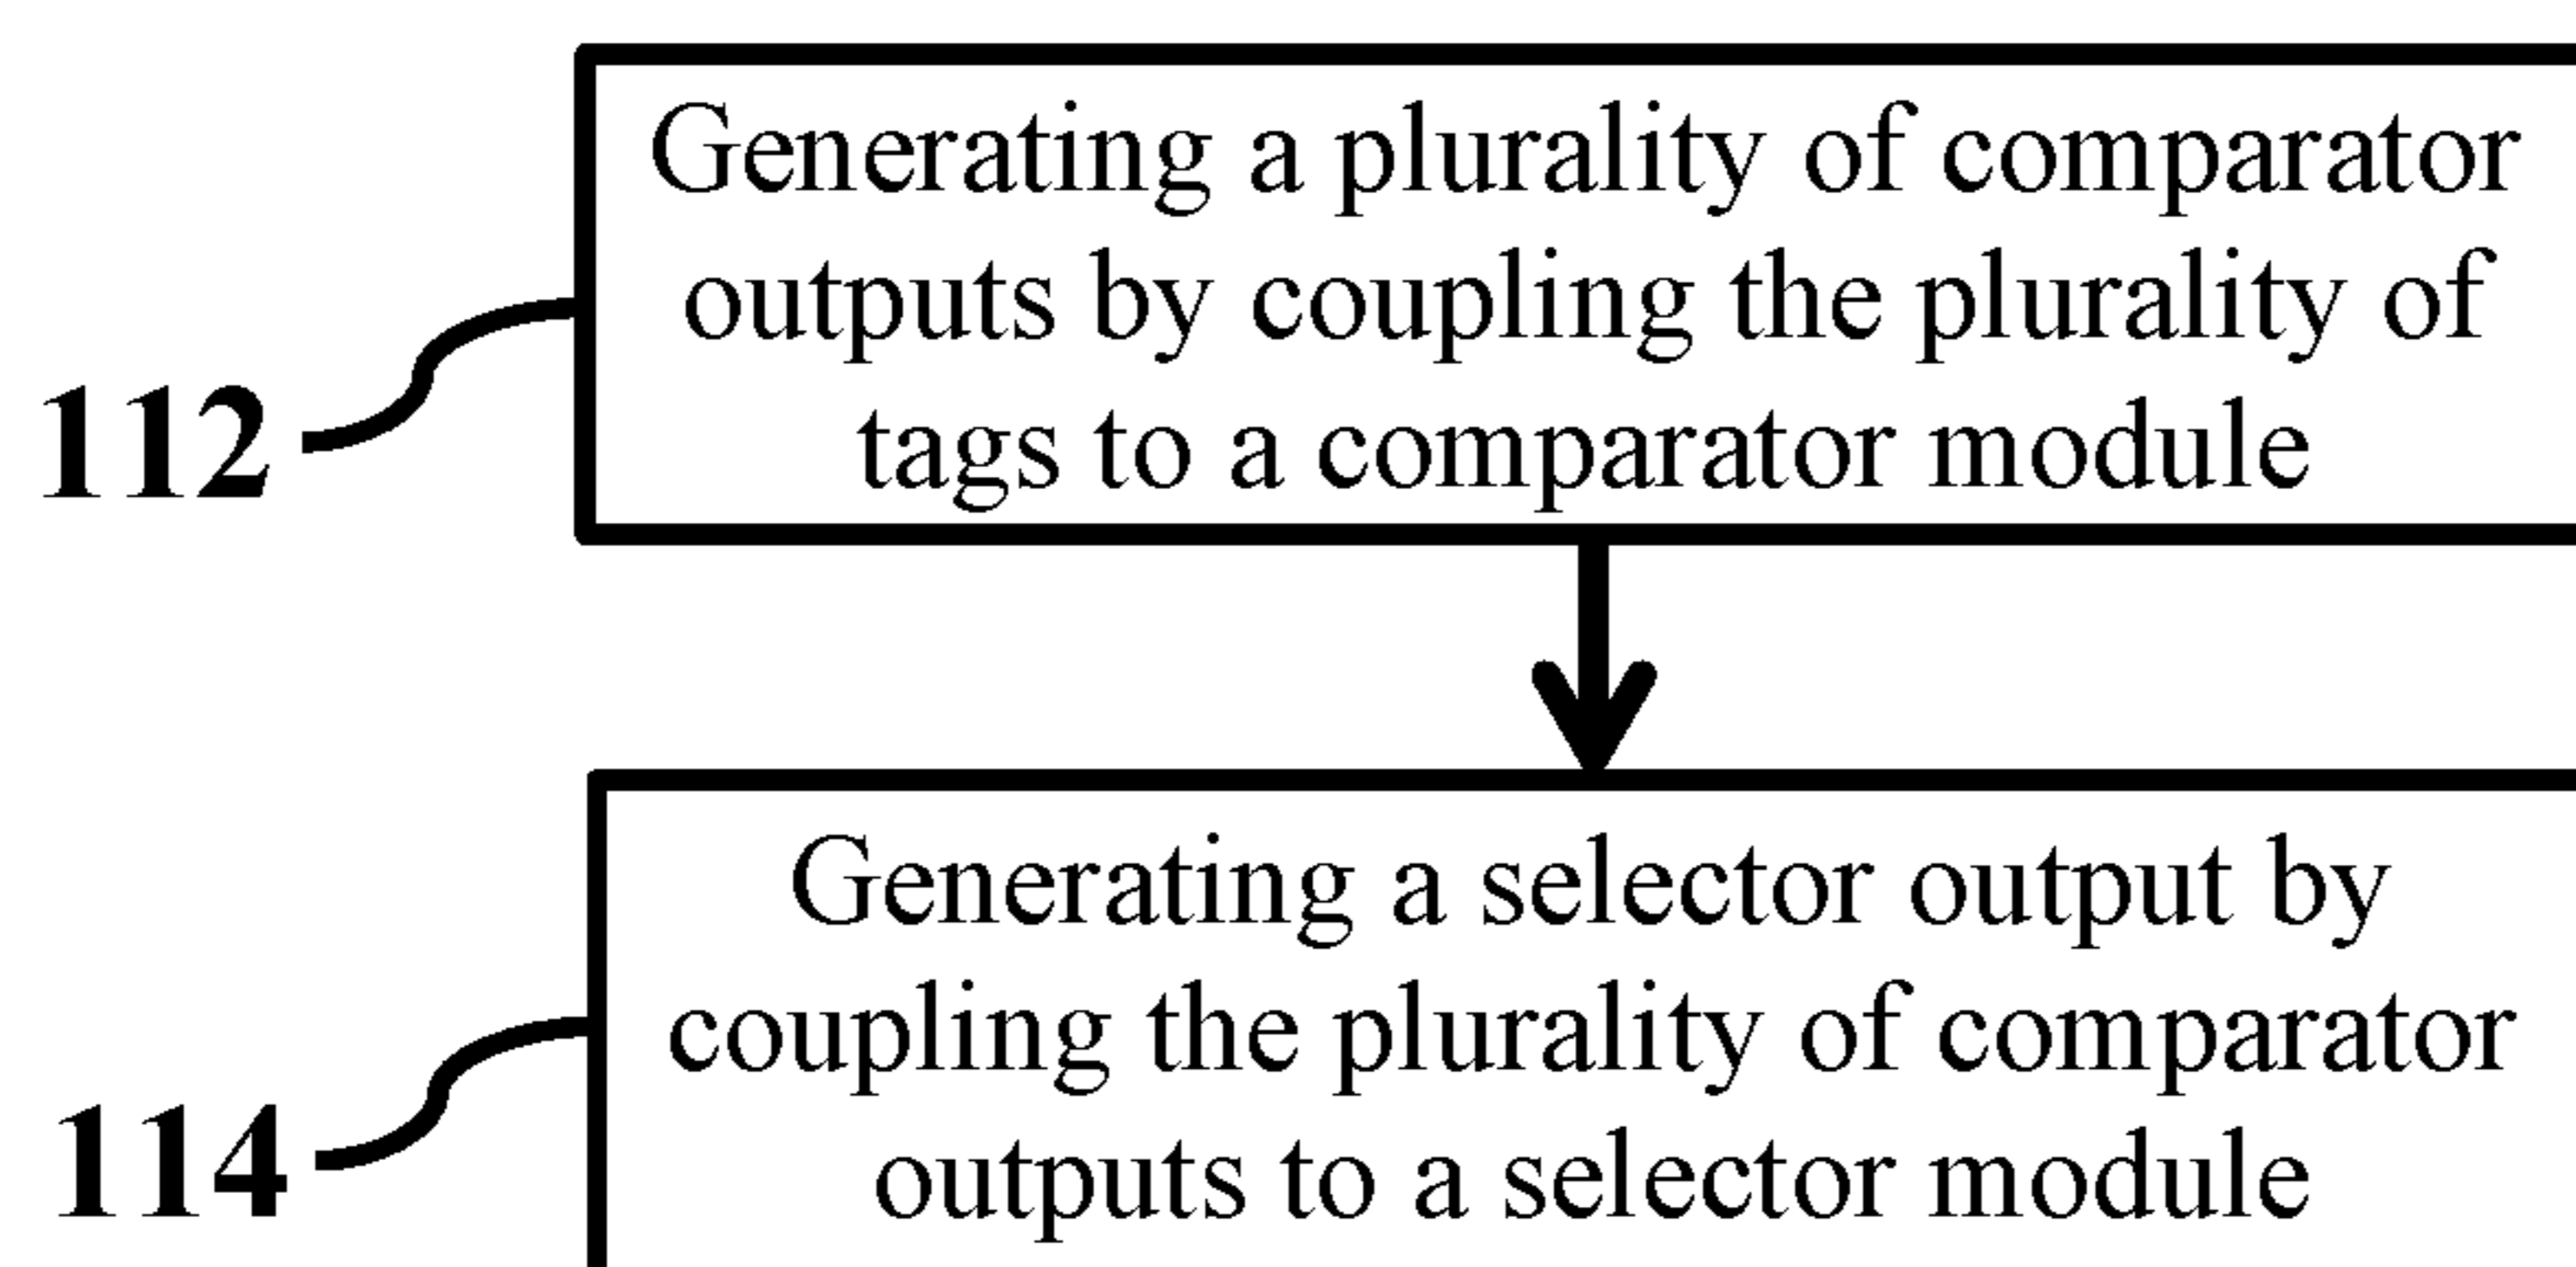 Generating a plurality of comparator
outputs by coupling the plurality of
tags to a comparator module
112
Generating a selector output by
coupling the plurality of comparator
outputs to a selector module
114